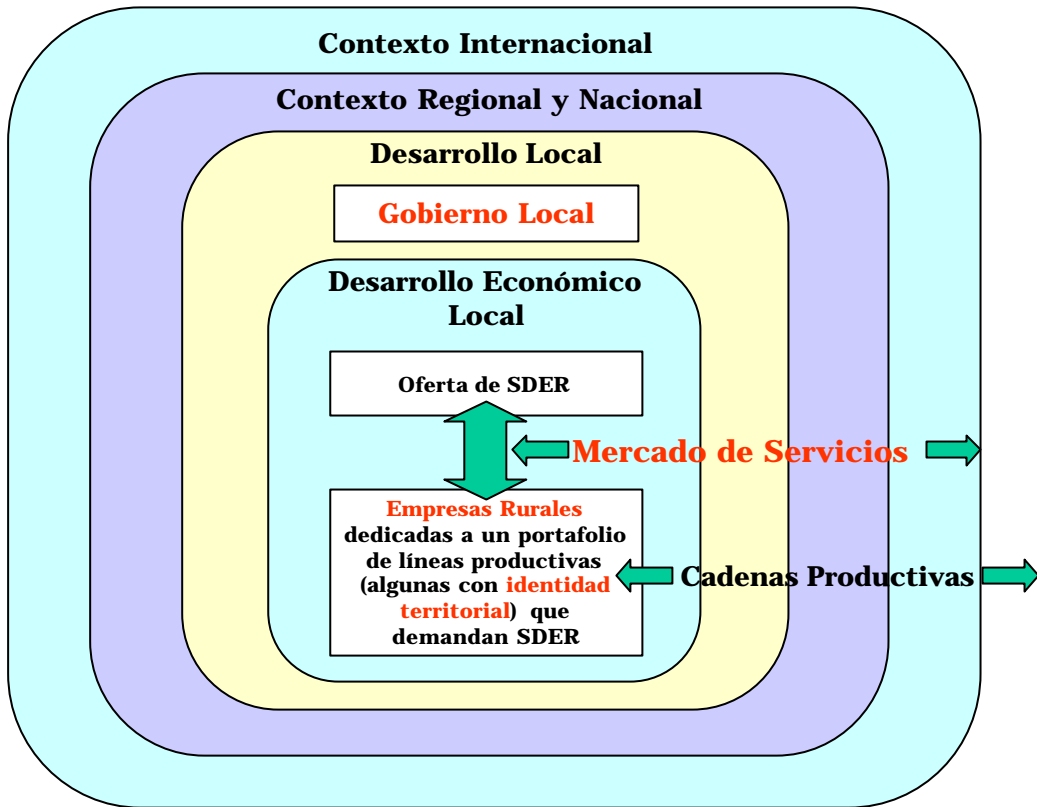 Contexto Internacional
Contexto Regional y Nacional
Desarrollo Local
Gobierno Local
Desarrollo Económico
Local
Oferta de SDER
Mercado de Servicios
Empresas Rurales
dedicadas a un portafolio
de líneas productivas
(algunas con identidad
territorial) que
demandan SDER
Cadenas Productivas